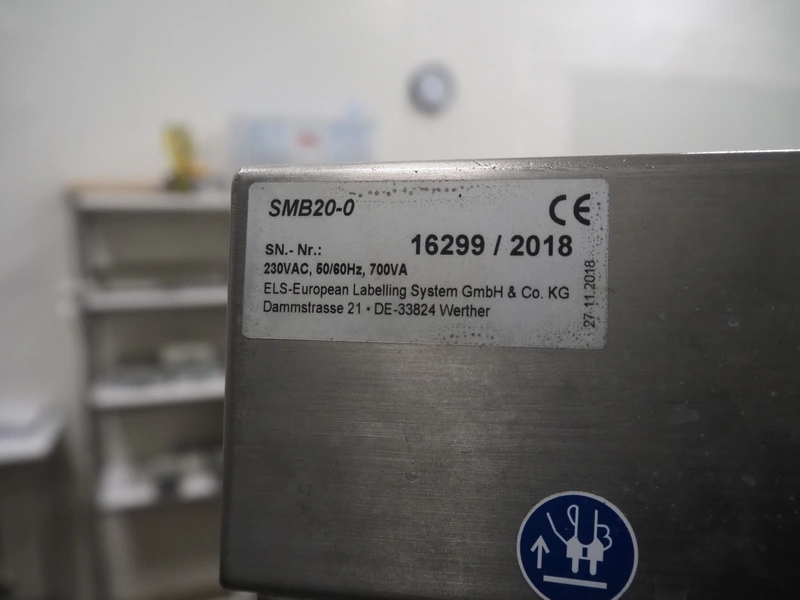 SMB20-0
CE
SN.- Nr.: 16299 / 2018
230VAC, 50/60Hz, 700VA
ELS-European Labelling System GmbH & Co. KG
Dammstrasse 21 • DE-33824 Werther
27.11.2018